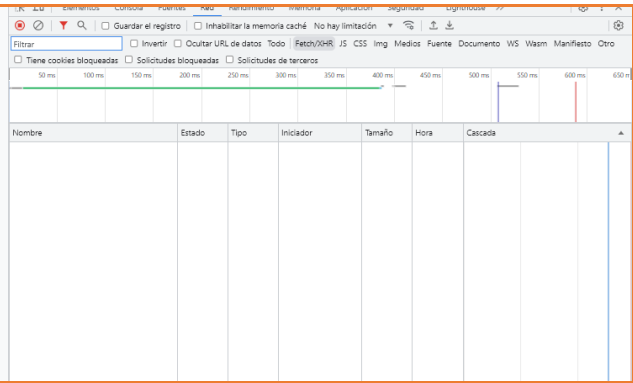 Elementos Consola Fuentes Red Rendimiento Memoria Aplicación Seguridad Lighthouse
Guardar el registro Inhabilitar la memoria caché No hay limitación
Filtrar Invertir Ocultar URL de datos Todo Fetch/XHR JS CSS Img Medios Fuente Documento WS Wasm Manifiesto Otro
Tiene cookies bloqueadas Solicitudes bloqueadas Solicitudes de terceros
50 ms 100 ms 150 ms 200 ms 250 ms 300 ms 350 ms 400 ms 450 ms 500 ms 550 ms 600 ms 650 m
Nombre Estado Tipo Iniciador Tamaño Hora Cascada